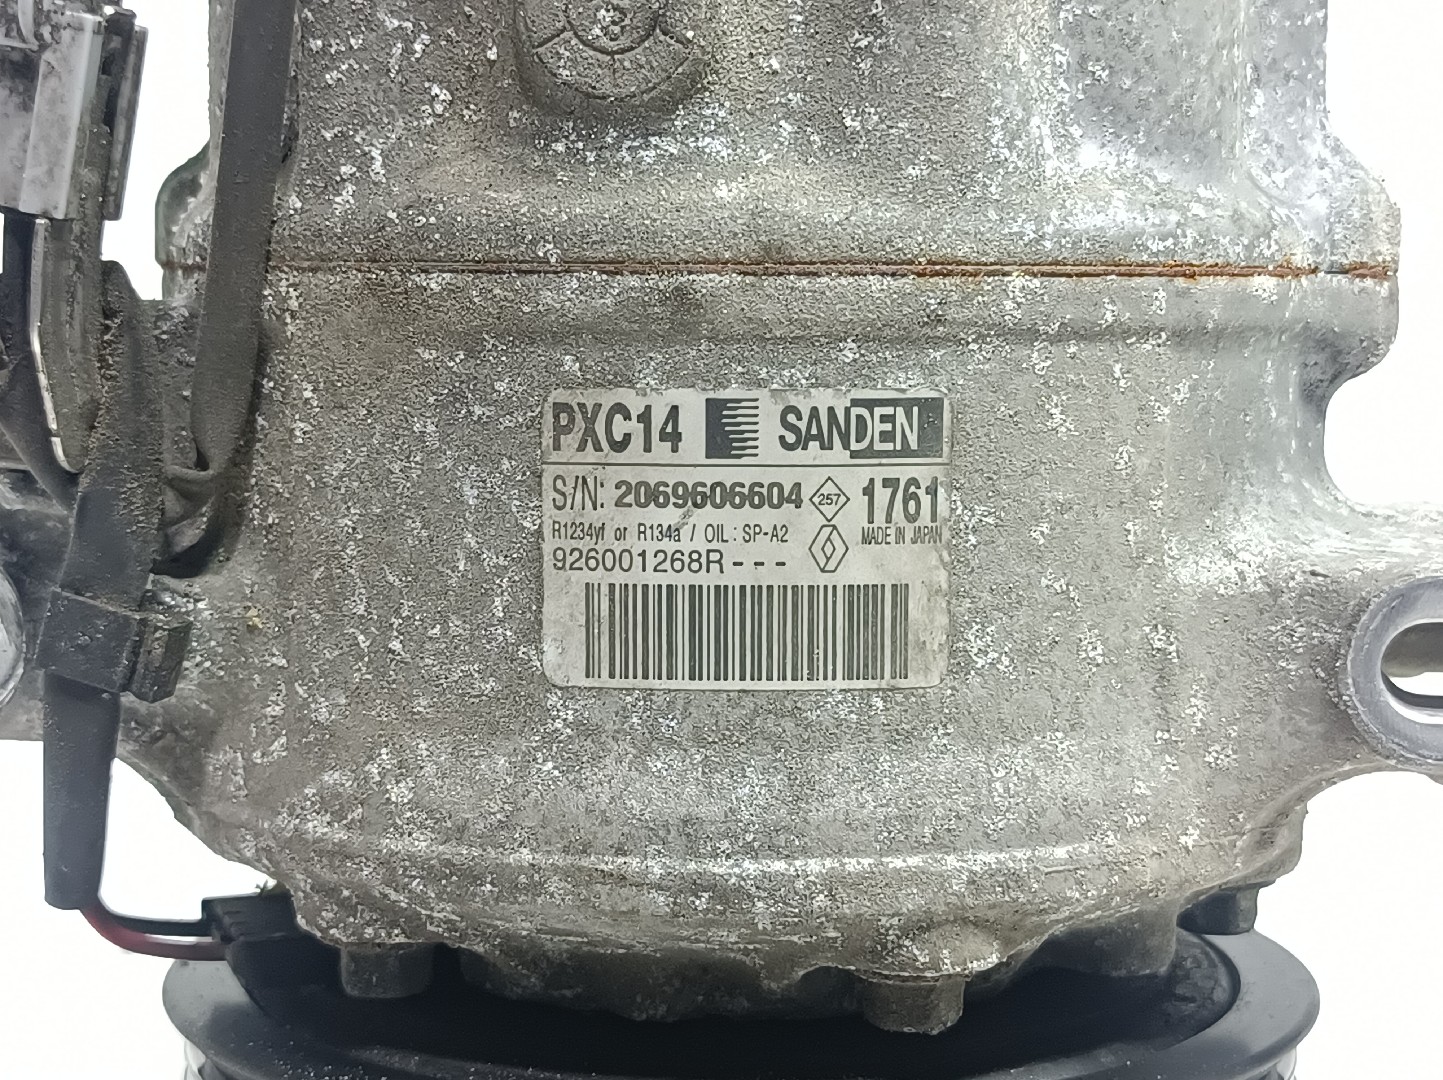 PXC14 SANDEN
S/N: 2069606604 257 1761
R1234yf or R134a / OIL : SP-A2 MADE IN JAPAN
926001268R---